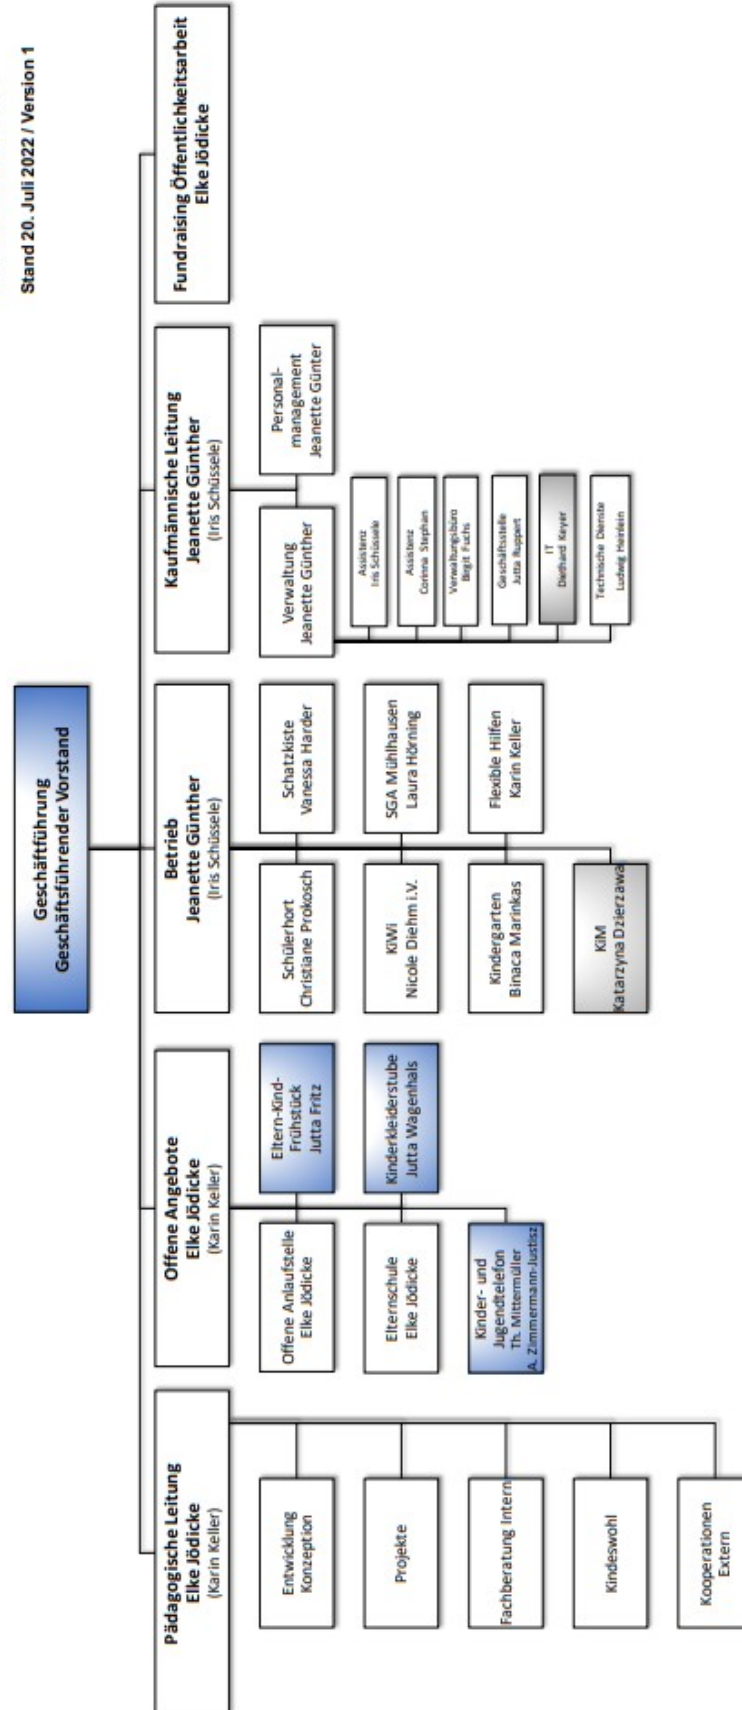 Stand 20. Juli 2022 / Version 1
Geschäftführung
Geschäftsführender Vorstand
Pädagogische Leitung
Elke Jödicke
(Karin Keller)
Offene Angebote
Elke Jödicke
(Karin Keller)
Betrieb
Jeanette Günther
(Iris Schüssele)
Kaufmännische Leitung
Jeanette Günther
(Iris Schüssele)
Fundraising Öffentlichkeitsarbeit
Elke Jödicke
Entwicklung
Konzeption
Projekte
Fachberatung Intern
Kindeswohl
Kooperationen
Extern
Offene Anlaufstelle
Elke Jödicke
Eltern-Kind-
Frühstück
Jutta Fritz
Elternschule
Elke Jödicke
Kinderkleiderstube
Jutta Wagenhals
Kinder- und
Jugendtelefon
Th. Mittermüller
A. Zimmermann-Justisz
Schülerhort
Christiane Prokosch
Schatzkiste
Vanessa Harder
KiWi
Nicole Diehm i.V.
SGA Mühlhausen
Laura Hörning
Kindergarten
Binaca Marinkas
Flexible Hilfen
Karin Keller
KiM
Katarzyna Dzierzawa
Verwaltung
Jeanette Günther
Personal-
management
Jeanette Günter
Assistenz
Iris Schüssele
Assistenz
Corinna Stephan
Verwaltungsbüro
Birgit Fuchs
Geschäftsstelle
Jutta Ruppert
IT
Diethard Keyer
Technische Dienste
Ludwig Heinlein